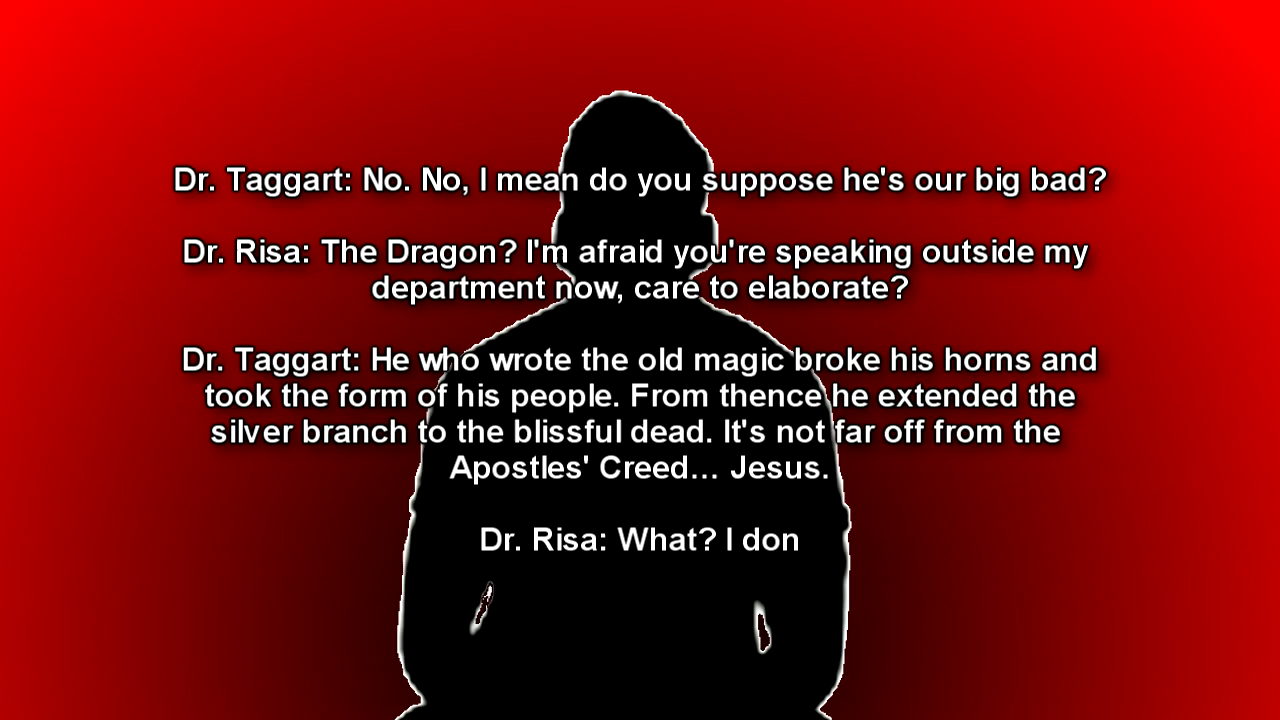 Dr. Taggart: No. No, I mean do you suppose he's our big bad?
Dr. Risa: The Dragon? I'm afraid you're speaking outside my
department now, care to elaborate?
Dr. Taggart: He who wrote the old magic broke his horns and
took the form of his people. From thence he extended the
silver branch to the blissful dead. It's not far off from the
Apostles' Creed... Jesus.
Dr. Risa: What? I don